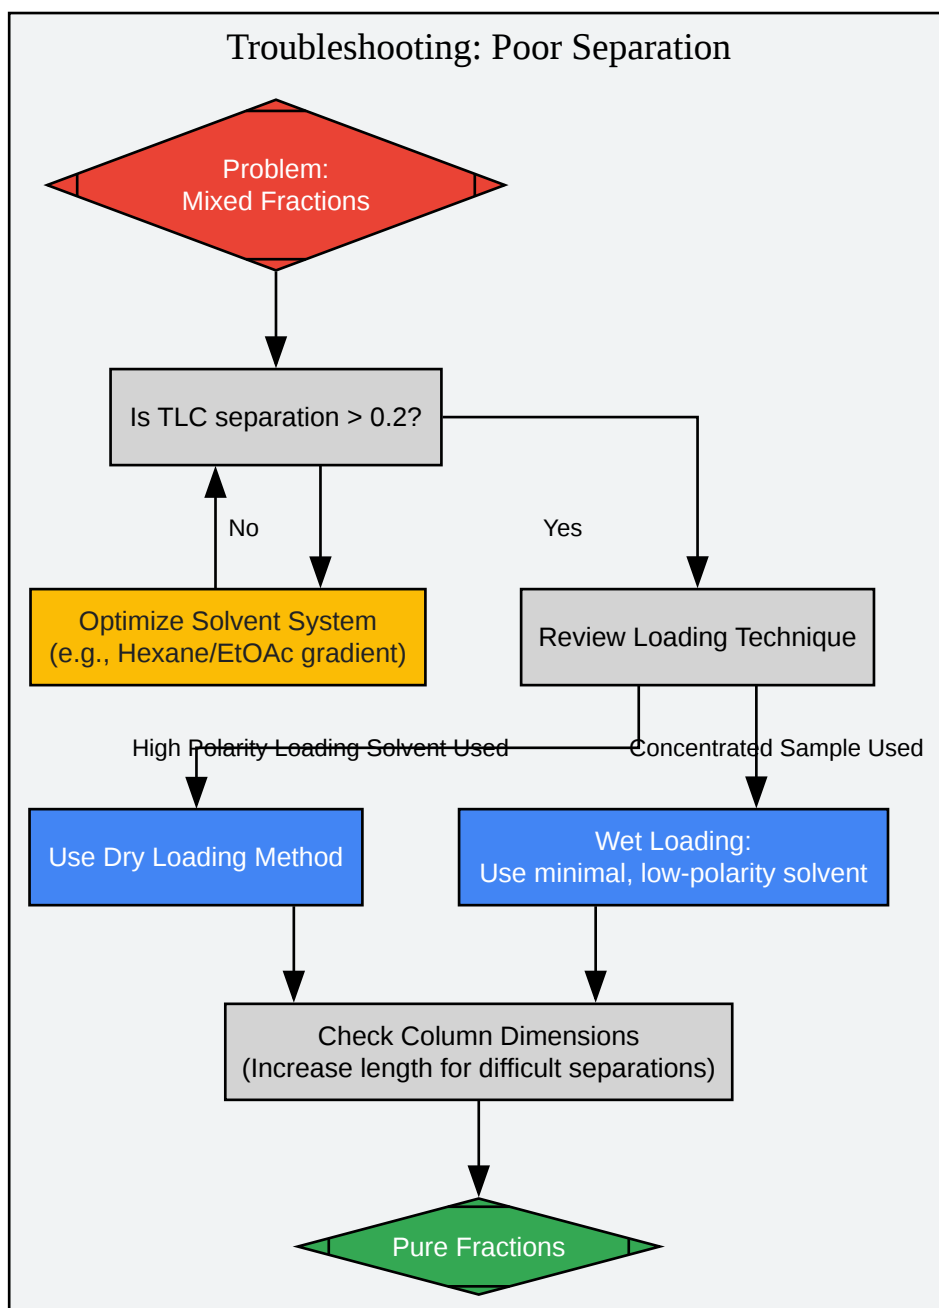 Troubleshooting: Poor Separation
Problem:
Mixed Fractions
Is TLC separation > 0.2?
No
Yes
Optimize Solvent System
(e.g., Hexane/EtOAc gradient)
Review Loading Technique
High Polarity Loading Solvent Used
Concentrated Sample Used
Use Dry Loading Method
Wet Loading:
Use minimal, low-polarity solvent
Check Column Dimensions
(Increase length for difficult separations)
Pure Fractions